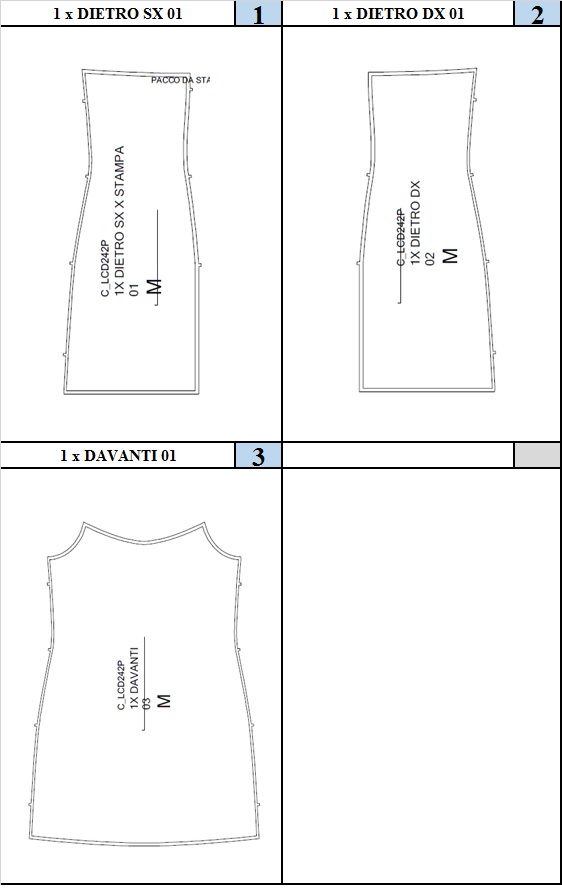 1 x DIETRO SX 01
1
1 x DIETRO DX 01
2
PACCO DA STA
C_LCD242P
1X DIETRO SX X STAMPA
01
M
C_LCD242P
1X DIETRO DX
02
M
1 x DAVANTI 01
3
C_LCD242P
1X DAVANTI
03
M